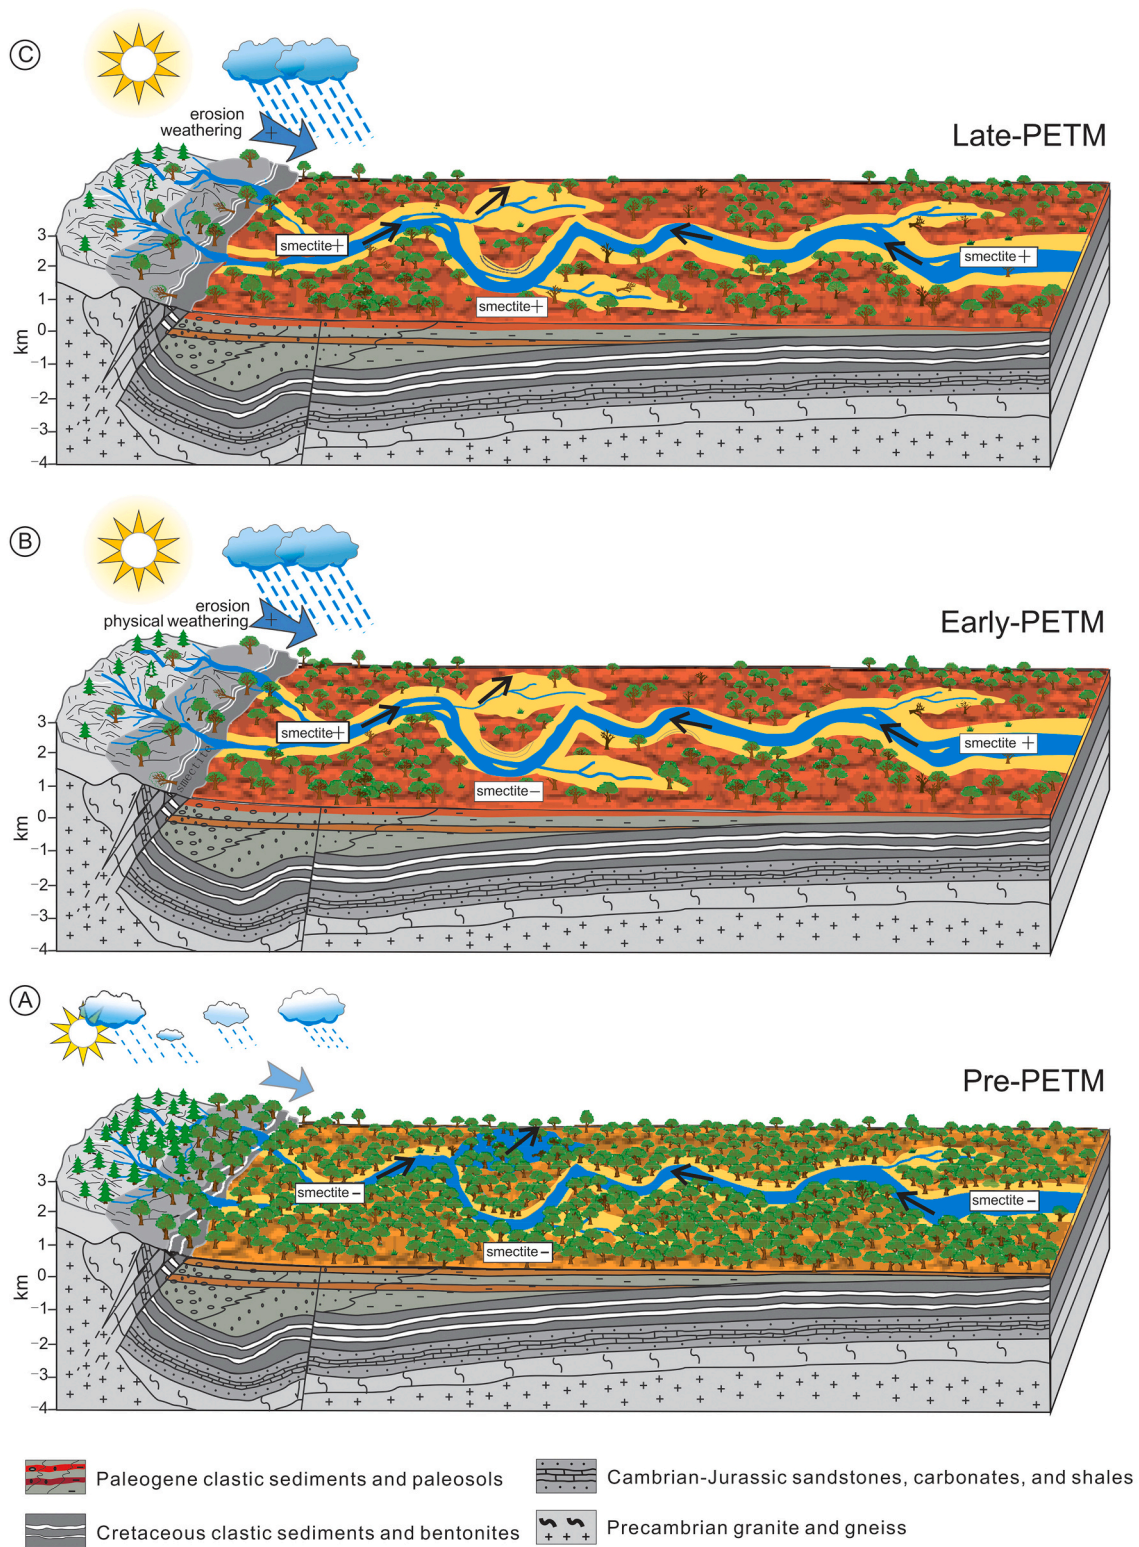 C
erosion
weathering
+
Late-PETM
smectite+
smectite+
smectite+
3
2
1
0
−1
−2
−3
−4
km
B
erosion
physical weathering
+
Early-PETM
smectite+
smectite +
smectite−
3
2
1
0
−1
−2
−3
−4
km
A
Pre-PETM
smectite−
smectite−
smectite−
3
2
1
0
−1
−2
−3
−4
km
Paleogene clastic sediments and paleosols
Cambrian-Jurassic sandstones, carbonates, and shales
Cretaceous clastic sediments and bentonites
Precambrian granite and gneiss